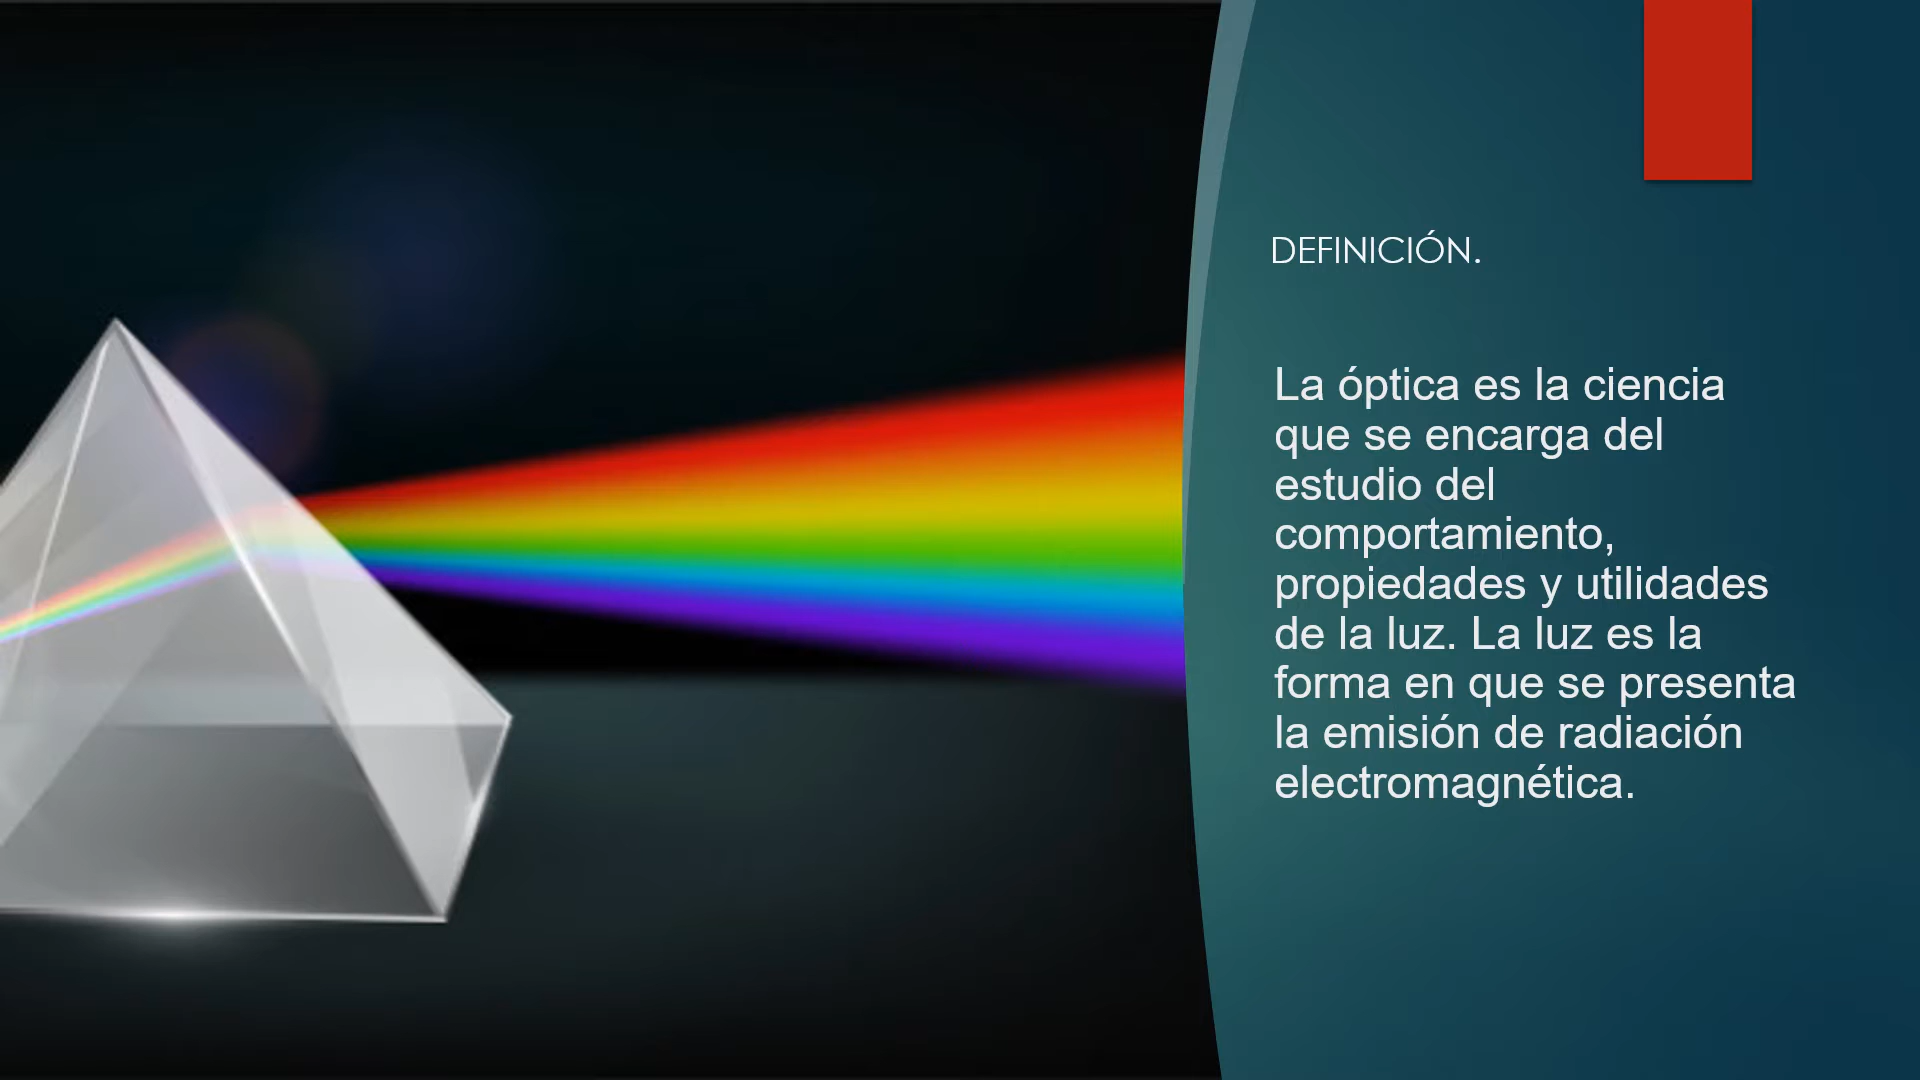 DEFINICIÓN.
La óptica es la ciencia
que se encarga del
estudio del
comportamiento,
propiedades y utilidades
de la luz. La luz es la
forma en que se presenta
la emisión de radiación
electromagnética.